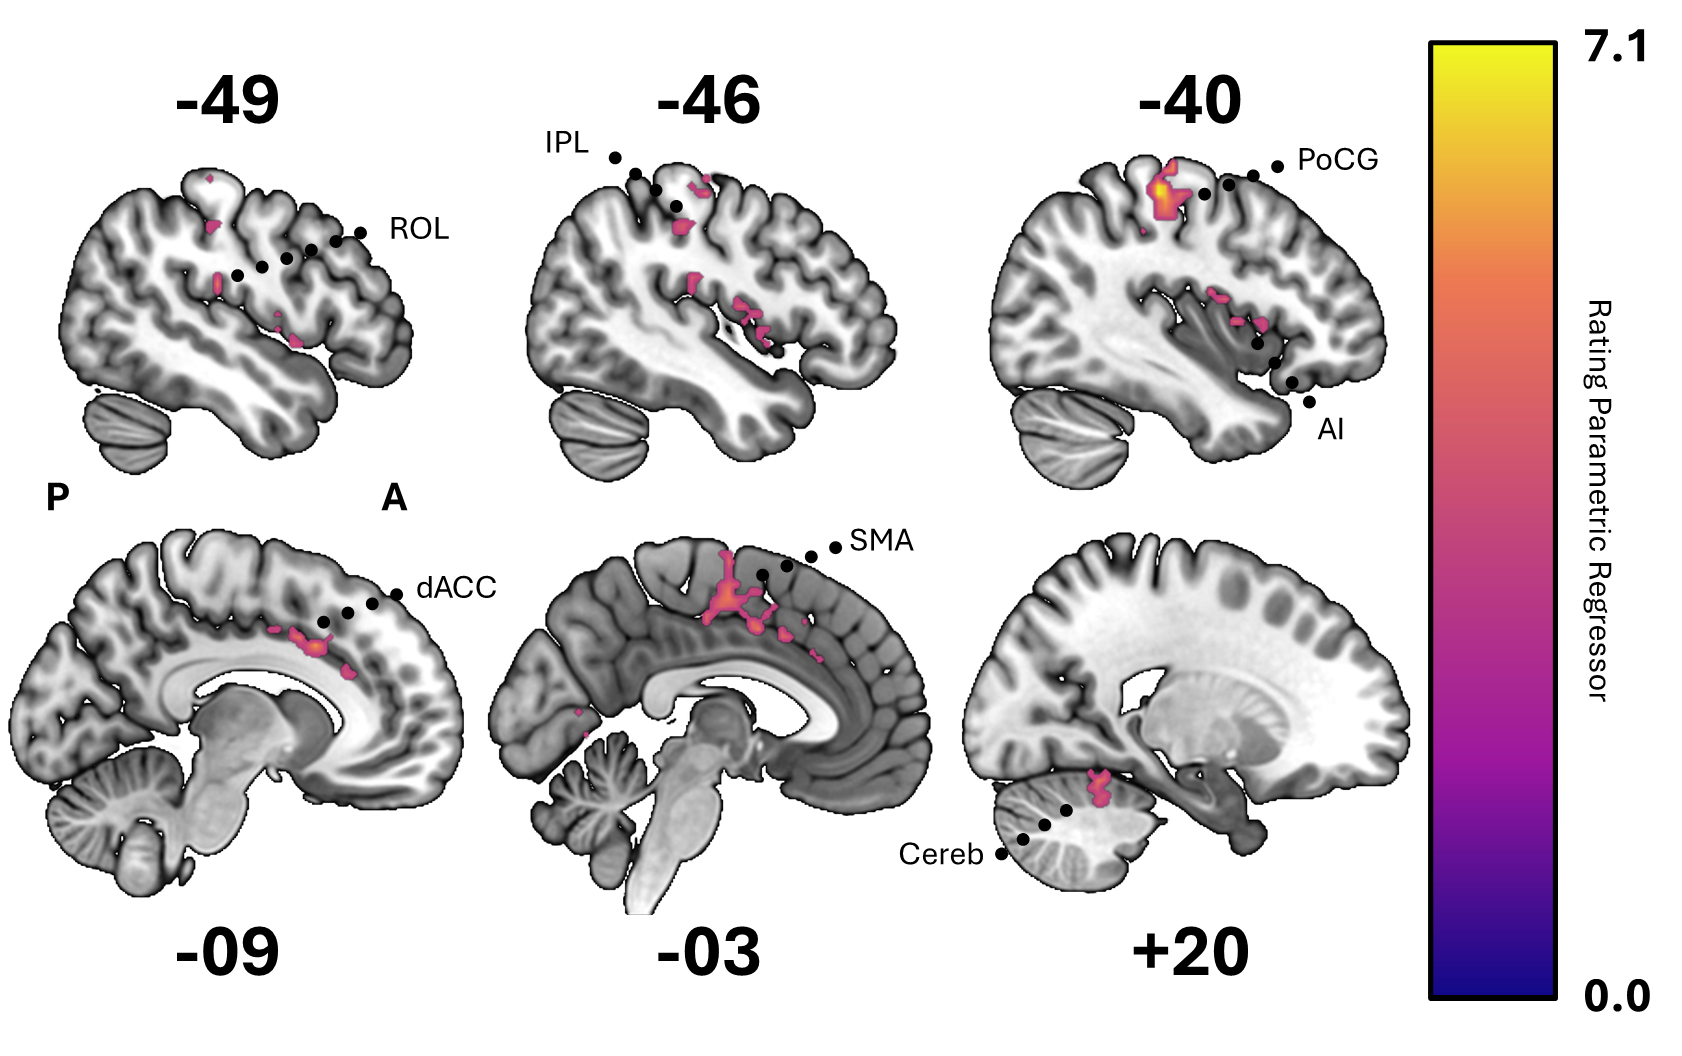 -49
-46
-40
7.1
IPL
PoCG
ROL
AI
P
A
Rating Parametric Regressor
SMA
dACC
Cereb
-09
-03
+20
0.0